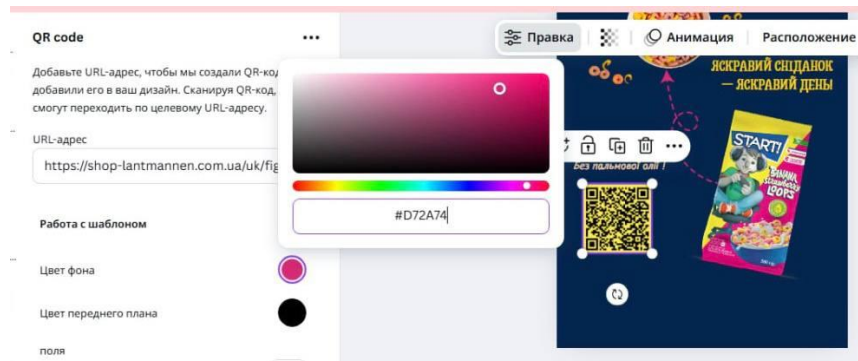 QR code
Добавьте URL-адрес, чтобы мы создали QR-код
добавили его в ваш дизайн. Сканируя QR-код,
смогут переходить по целевому URL-адресу.
URL-адрес
https://shop-lantmannen.com.ua/uk/fig
Работа с шаблоном
Цвет фона
Цвет переднего плана
поля
#D72A74
Правка
Анимация
Расположение
ЯСКРАВИЙ СНІДАНОК
— ЯСКРАВИЙ ДЕНЬ!
Без пальмової олії !
START!
BANANA
Strawberry
LOOPS